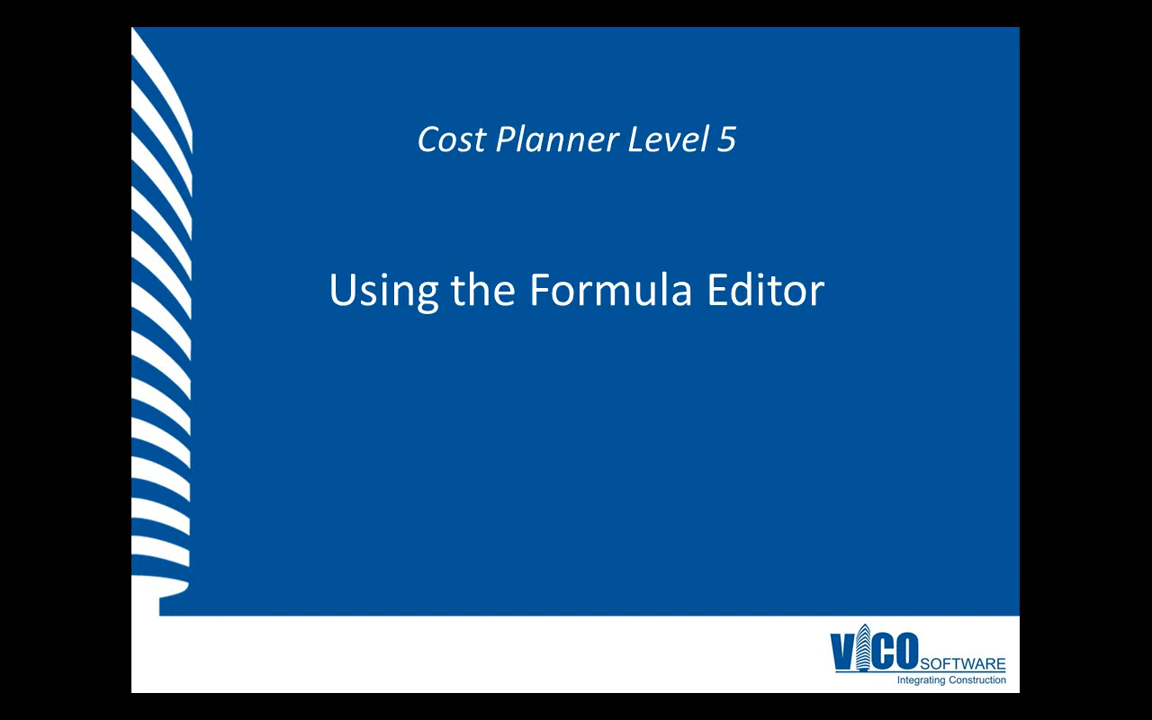 Cost Planner Level 5
Using the Formula Editor
VICO SOFTWARE
Integrating Construction